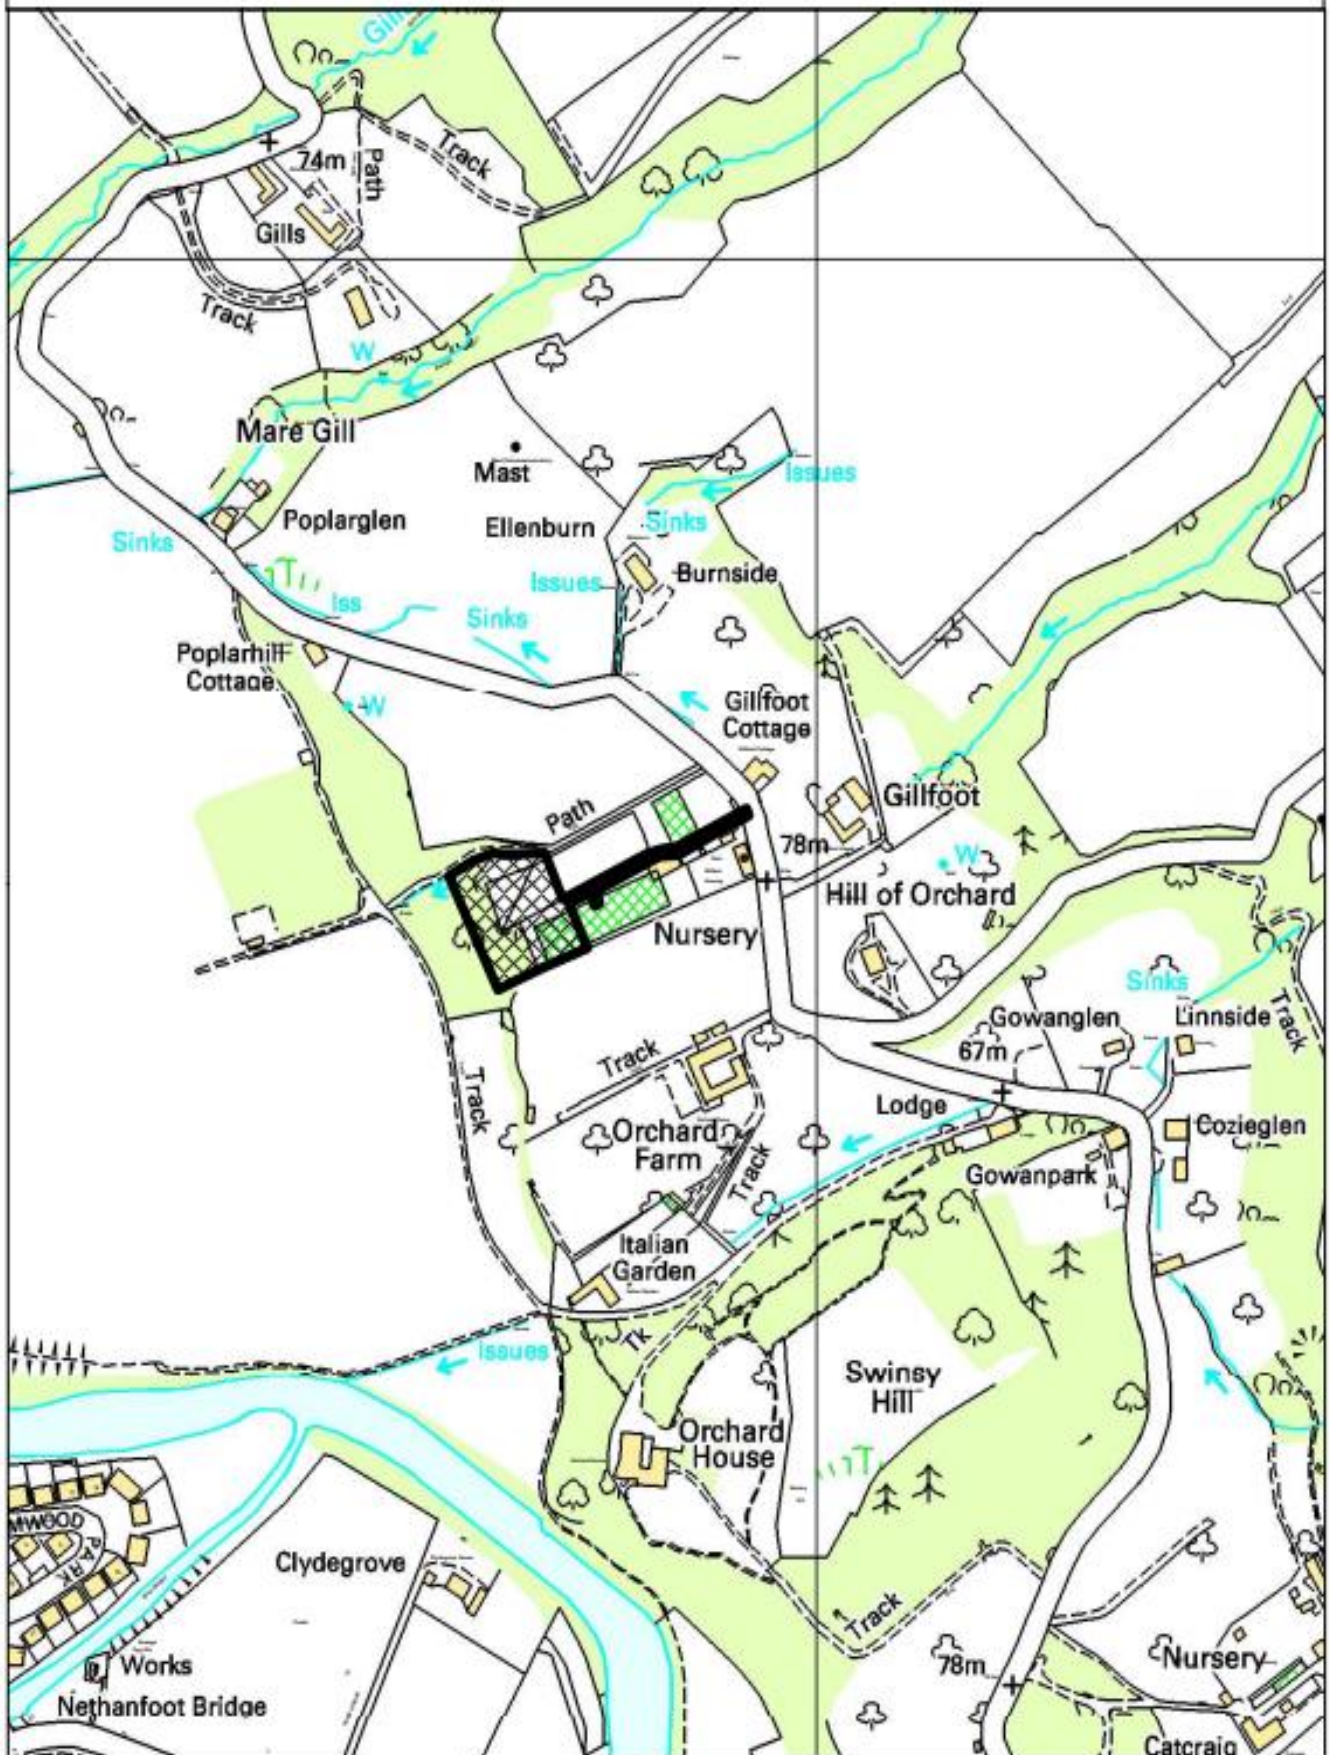 Gill
Track
74m
Path
Gills
Track
W
Mare Gill
Mast
Issues
Poplarglen
Ellenburn
Sinks
Sinks
Issues
Burnside
Iss
Sinks
Poplarhill
Cottage
W
Gillfoot
Cottage
Path
Gillfoot
78m
W
Hill of Orchard
Nursery
Sinks
Gowanglen
Linnside
Track
67m
Track
Track
Lodge
Cozieglen
Orchard
Farm
Track
Gowanpark
Italian
Garden
Issues
Tk
Swinsy
Hill
Orchard
House
PARK
Clydegrove
Track
Works
Nethanfoot Bridge
78m
Nursery
Catcraig